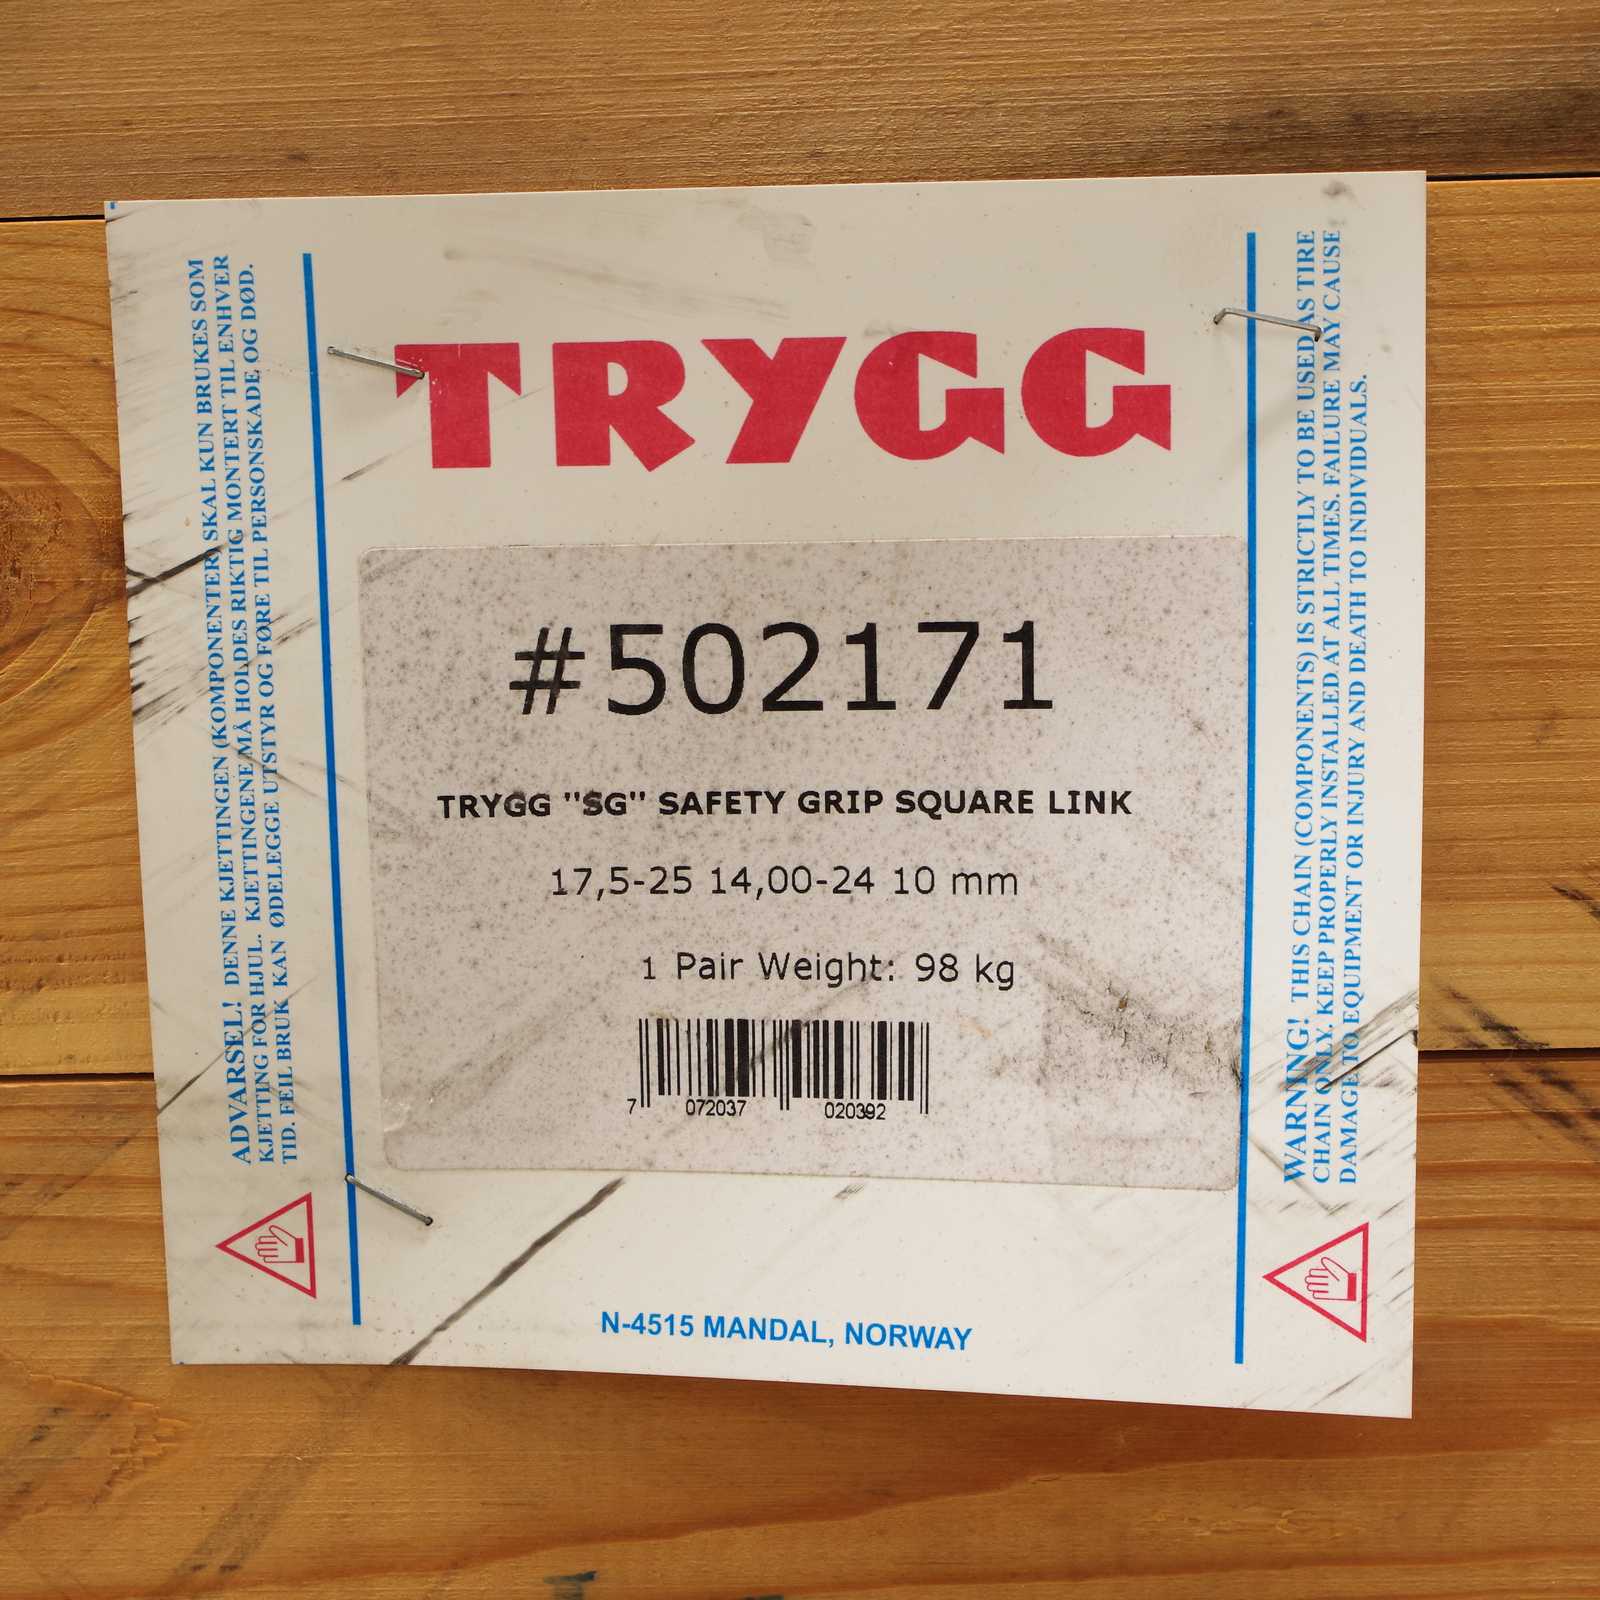 ADVARSEL! DENNE KJETTINGEN (KOMPONENTER) SKAL KUN BRUKES SOM
KJETTING FOR HJUL. KJETTINGENE MÅ HOLDES RIKTIG MONTERT TIL ENHVER
TID. FEIL BRUK KAN ØDELEGGE UTSTYR OG FØRE TIL PERSONSKADE OG DØD.
TRYGG
#502171
TRYGG "SG" SAFETY GRIP SQUARE LINK
17,5-25 14,00-24 10 mm
1 Pair Weight: 98 kg
7 072037 020392
N-4515 MANDAL, NORWAY
WARNING! THIS CHAIN (COMPONENTS) IS STRICTLY TO BE USED AS TIRE
CHAIN ONLY. KEEP PROPERLY INSTALLED AT ALL TIMES. FAILURE MAY CAUSE
DAMAGE TO EQUIPMENT OR INJURY AND DEATH TO INDIVIDUALS.